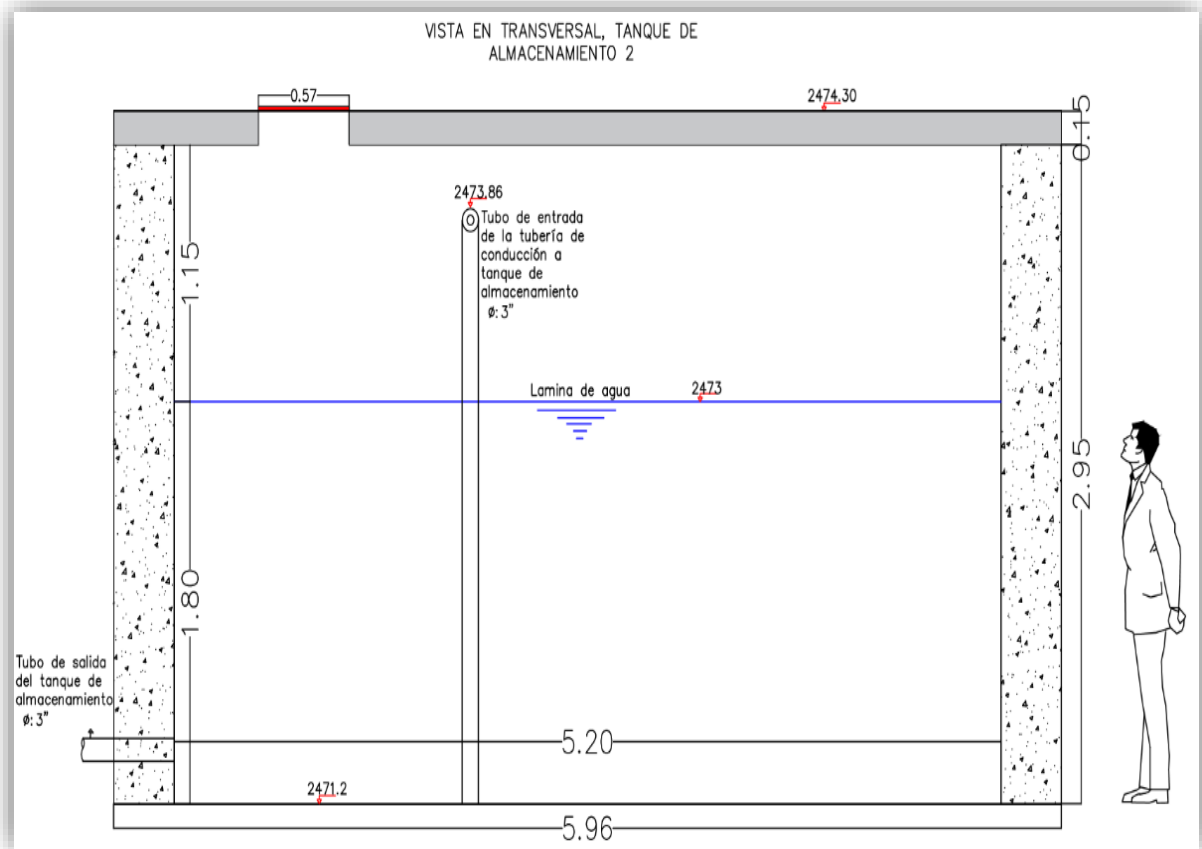 VISTA EN TRANSVERSAL, TANQUE DE
ALMACENAMIENTO 2
0.57
2474.30
0.15
2473.86
Tubo de entrada
de la tubería de
conducción a
tanque de
almacenamiento
ø:3"
1.15
Lamina de agua
2473
2.95
1.80
Tubo de salida
del tanque de
almacenamiento
ø:3"
5.20
2471.2
5.96